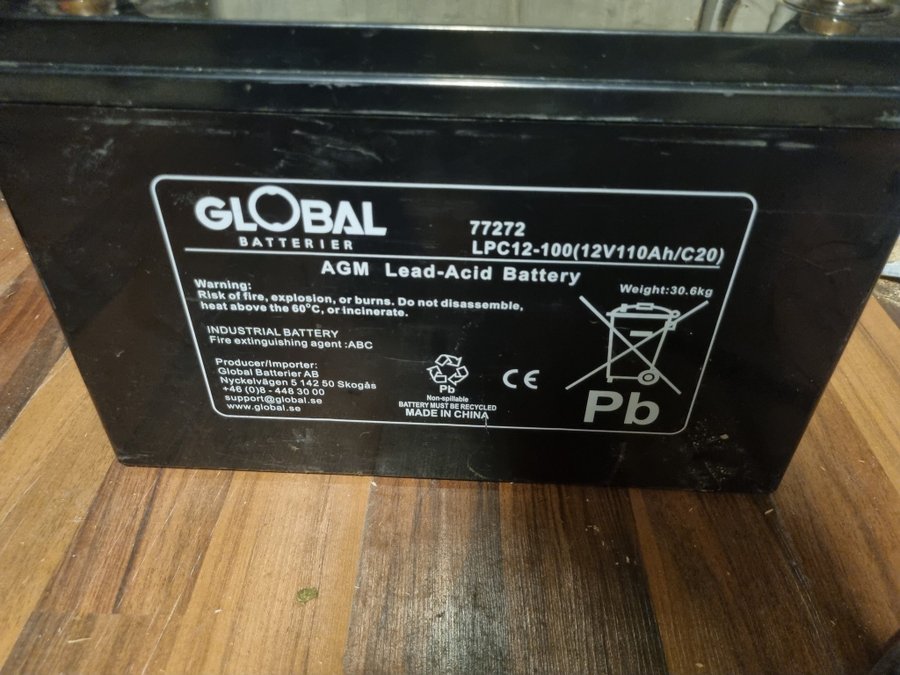 GLOBAL
BATTERIER
77272
LPC12-100(12V110Ah/C20)
AGM Lead-Acid Battery
Weight:30.6kg
Warning:
Risk of fire, explosion, or burns. Do not disassemble,
heat above the 60°C, or incinerate.
INDUSTRIAL BATTERY
Fire extinguishing agent :ABC
Producer/Importer:
Global Batterier AB
Nyckelvägen 5 142 50 Skogås
+46 (0)8 - 448 30 00
support@global.se
www.global.se
Pb
Non-spillable
BATTERY MUST BE RECYCLED
MADE IN CHINA
CE
Pb